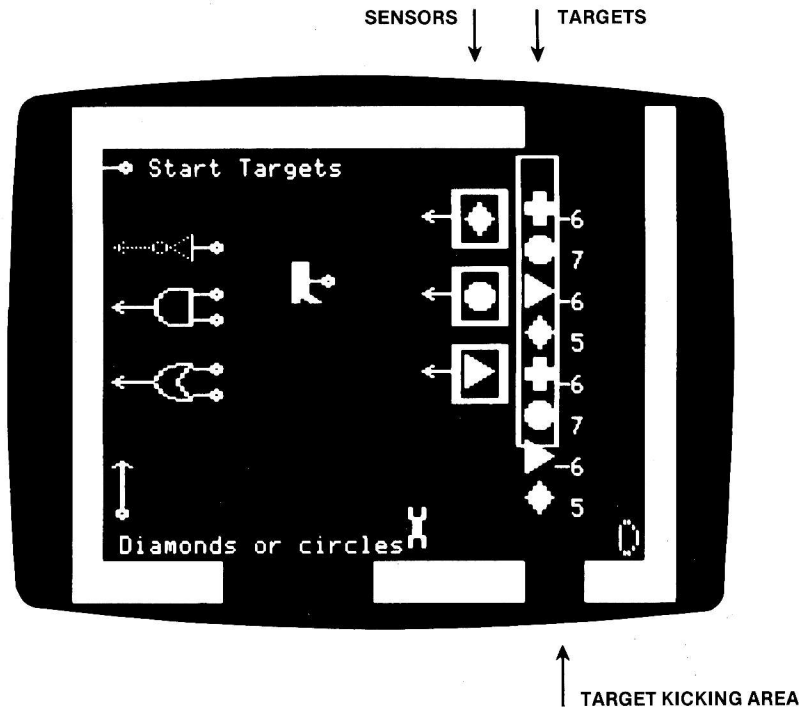 SENSORS TARGETS
Start Targets
-6
7
-6
5
-6
7
-6
5
Diamonds or circles
D
TARGET KICKING AREA